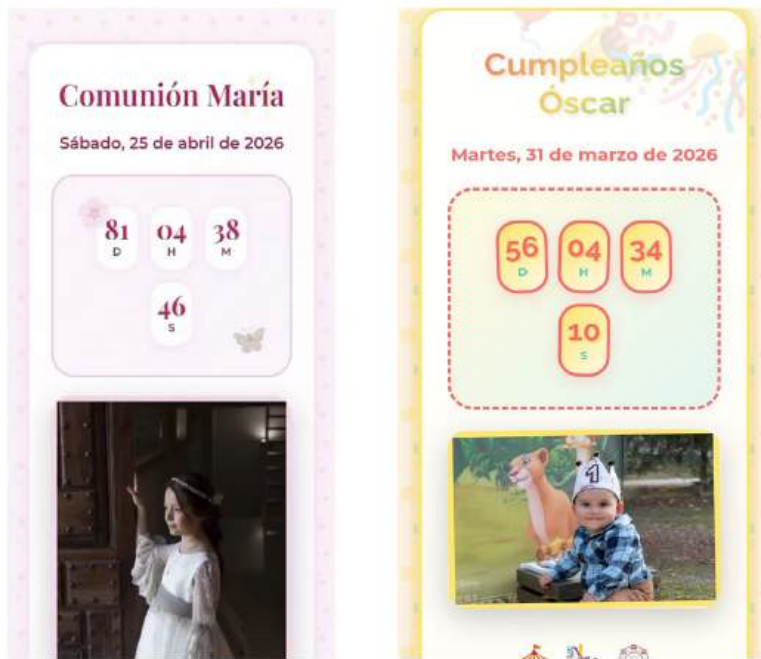 Comunión María
Sábado, 25 de abril de 2026
81 04 38
D H M
46
S
Cumpleaños
Óscar
Martes, 31 de marzo de 2026
56 04 34
D H M
10
S
1